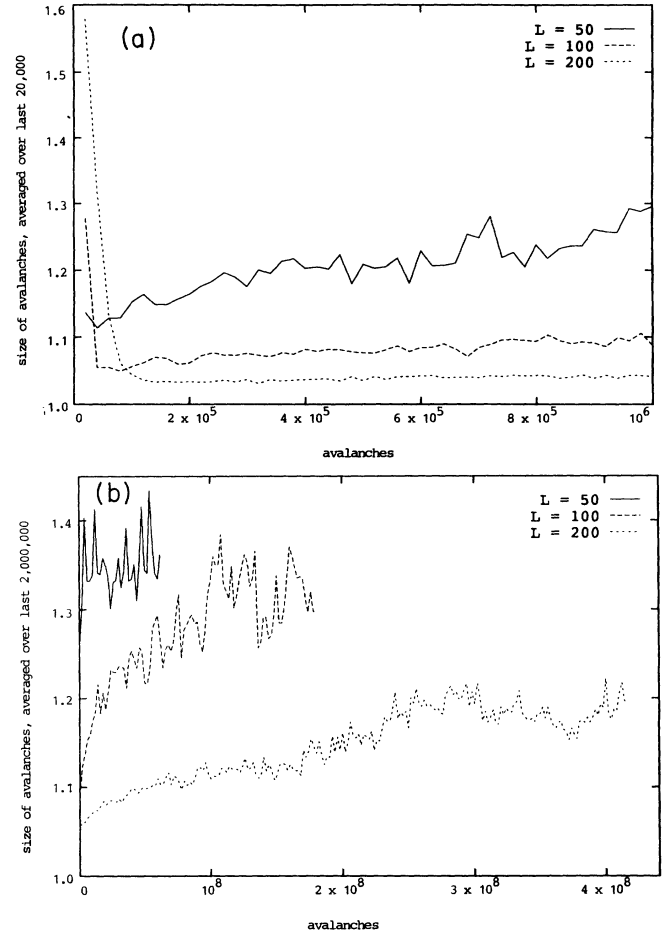 (a)
L = 50
L = 100
L = 200
size of avalanches, averaged over last 20,000
1.6
1.5
1.4
1.3
1.2
1.1
1.0
0
2 x 10^5
4 x 10^5
6 x 10^5
8 x 10^5
10^6
avalanches
(b)
L = 50
L = 100
L = 200
size of avalanches, averaged over last 2,000,000
1.4
1.3
1.2
1.1
1.0
0
10^8
2 x 10^8
3 x 10^8
4 x 10^8
avalanches